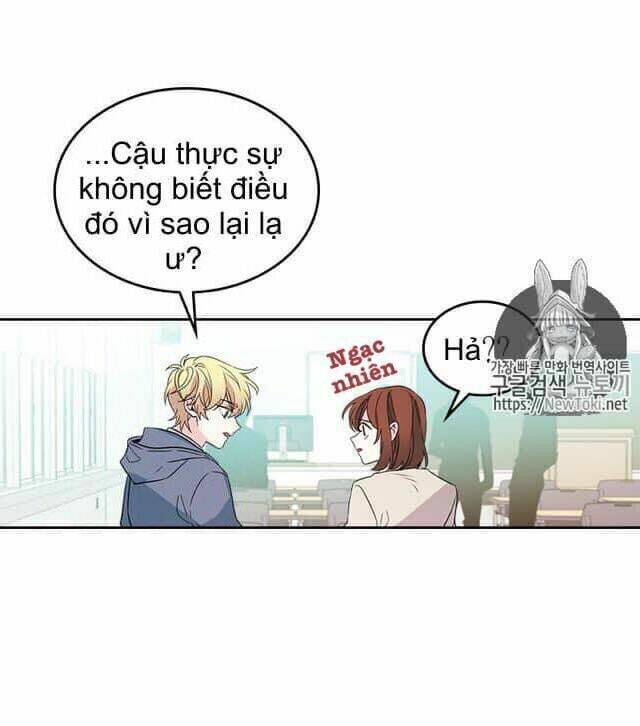 ...Cậu thực sự
không biết điều
đó vì sao lại lạ
ư?
Ngạc
nhiên
Hả??
가장 빠른 만화 번역사이트
구글검색 뉴토끼
https://NewToki.net